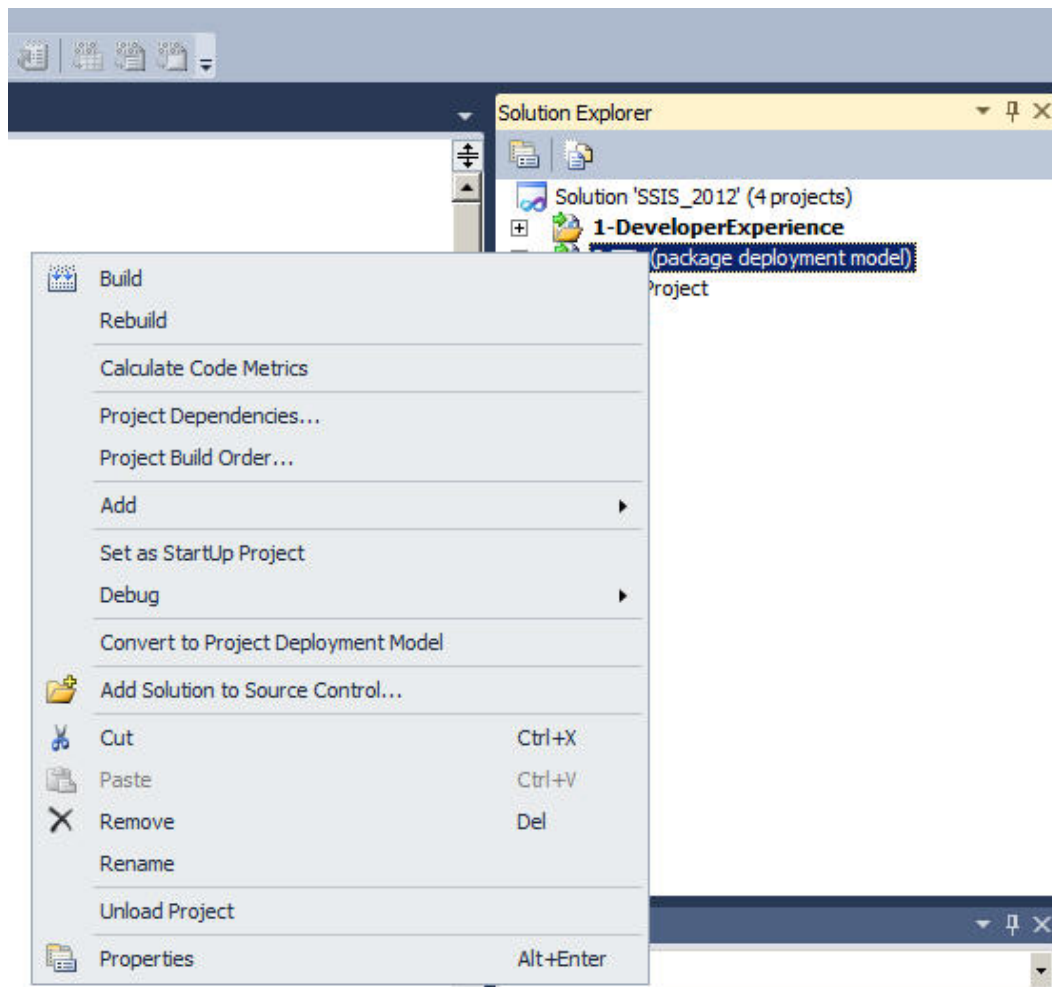 Solution Explorer
Solution 'SSIS_2012' (4 projects)
1-DeveloperExperience
(package deployment model)
Project
Build
Rebuild
Calculate Code Metrics
Project Dependencies...
Project Build Order...
Add
Set as StartUp Project
Debug
Convert to Project Deployment Model
Add Solution to Source Control...
Cut Ctrl+X
Paste Ctrl+V
Remove Del
Rename
Unload Project
Properties Alt+Enter